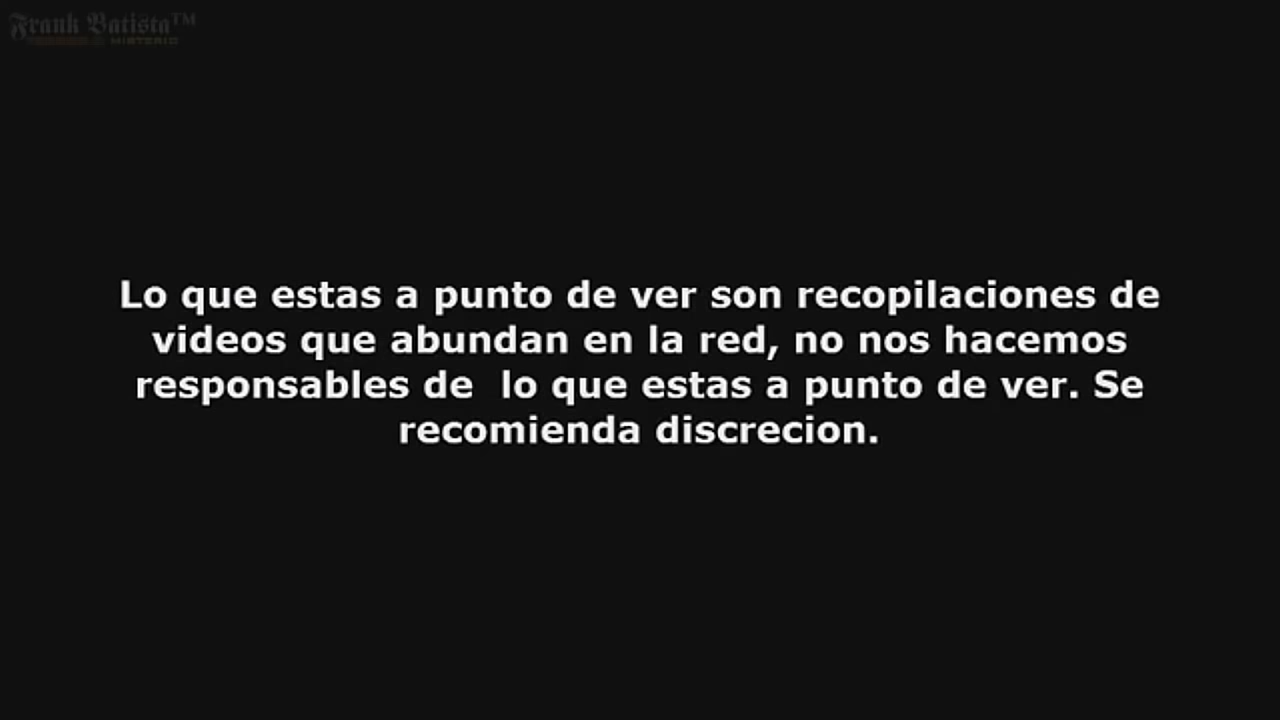 Frank Batista™
MISTERIO
Lo que estas a punto de ver son recopilaciones de
videos que abundan en la red, no nos hacemos
responsables de  lo que estas a punto de ver. Se
recomienda discrecion.